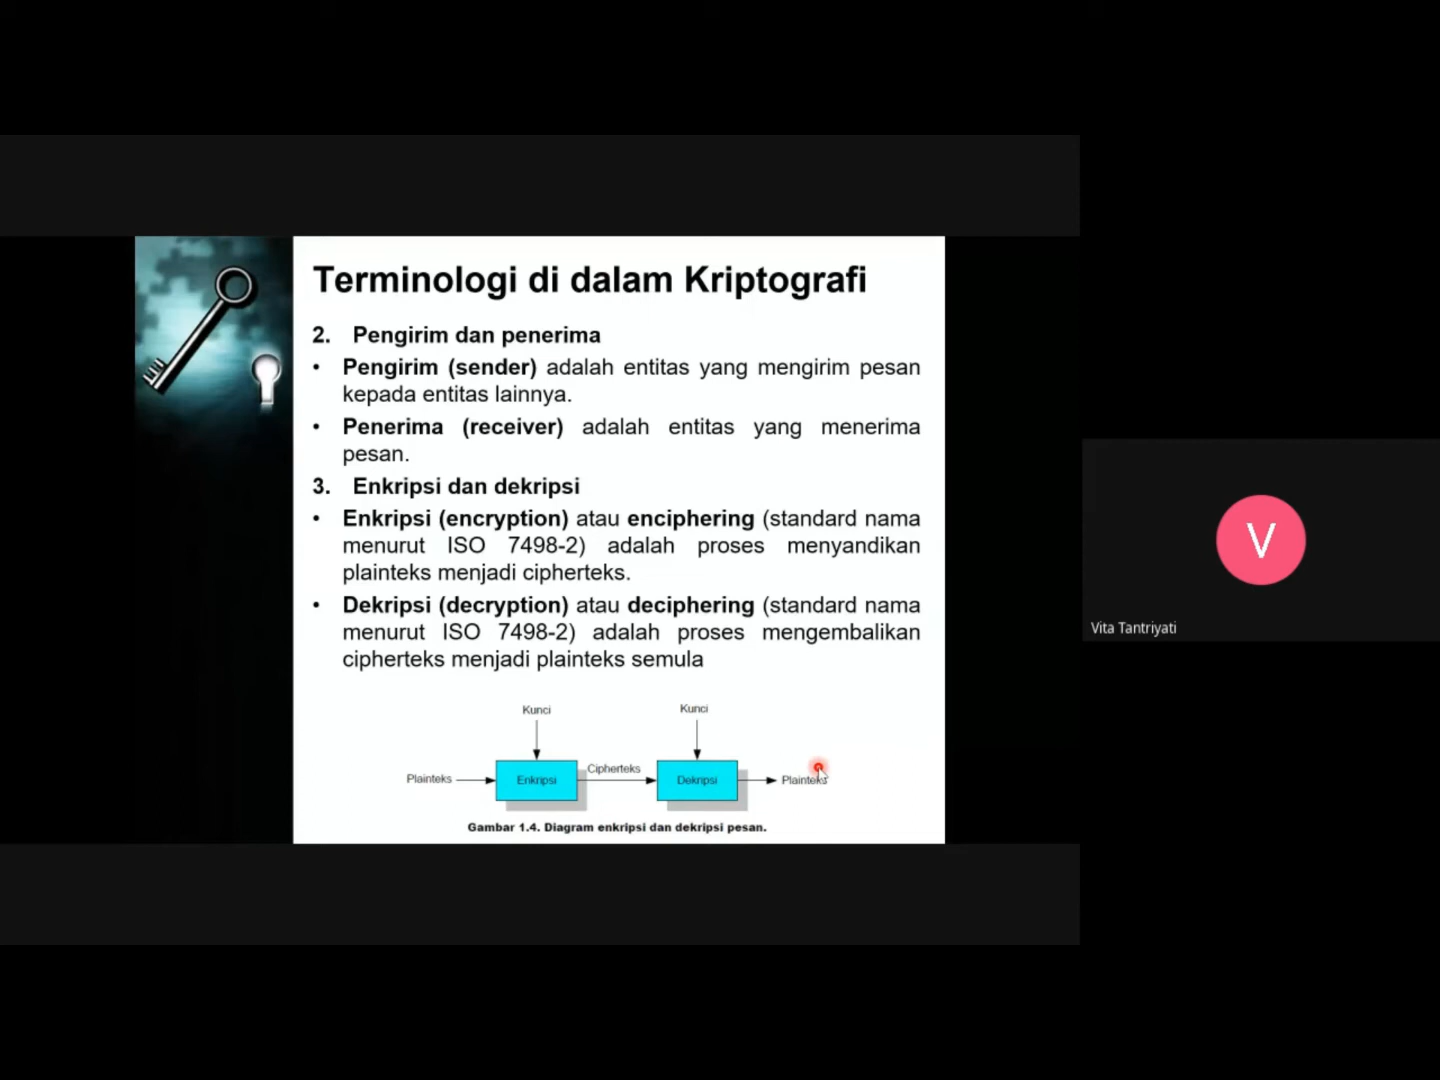 Terminologi di dalam Kriptografi
2. Pengirim dan penerima
• Pengirim (sender) adalah entitas yang mengirim pesan
kepada entitas lainnya.
• Penerima (receiver) adalah entitas yang menerima
pesan.
3. Enkripsi dan dekripsi
• Enkripsi (encryption) atau enciphering (standard nama
menurut ISO 7498-2) adalah proses menyandikan
plainteks menjadi cipherteks.
• Dekripsi (decryption) atau deciphering (standard nama
menurut ISO 7498-2) adalah proses mengembalikan
cipherteks menjadi plainteks semula
Kunci Kunci
Plainteks Enkripsi Cipherteks Dekripsi Plainteks
Gambar 1.4. Diagram enkripsi dan dekripsi pesan.
V
Vita Tantriyati